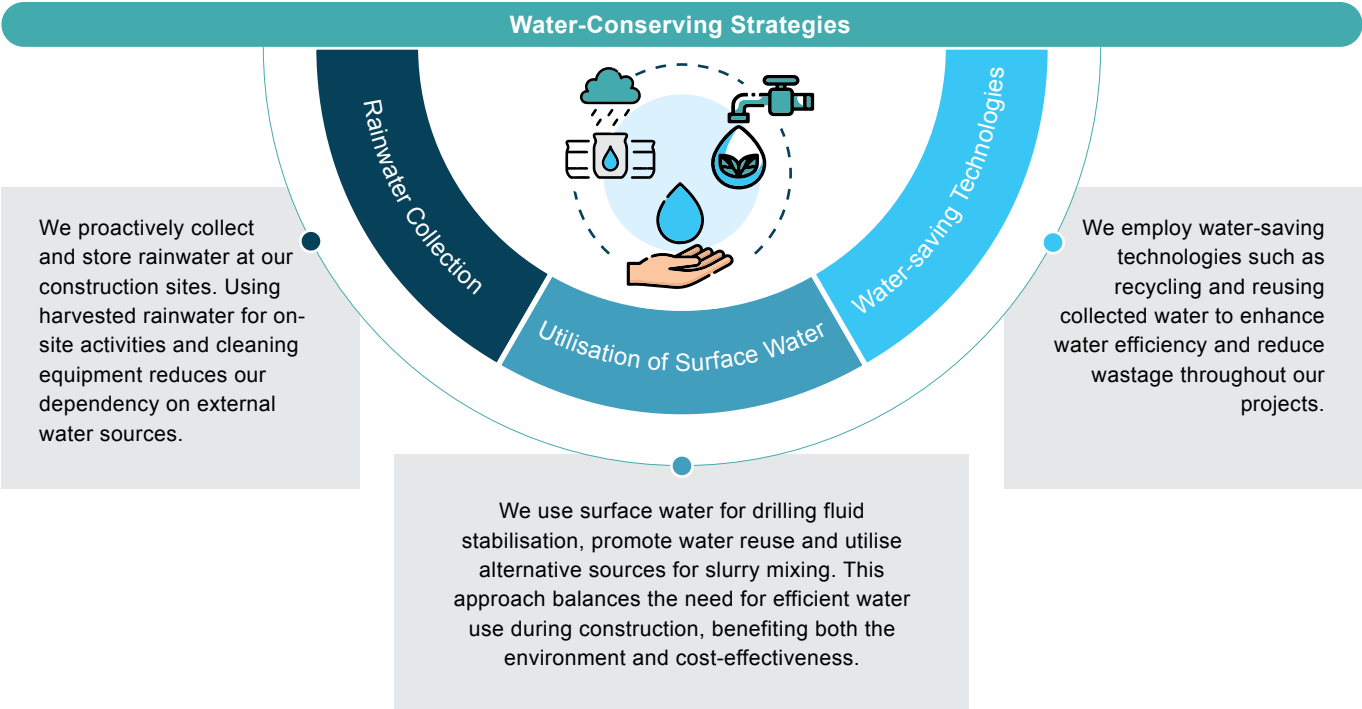 Water-Conserving Strategies
Rainwater Collection
Utilisation of Surface Water
Water-saving Technologies
We proactively collect
and store rainwater at our
construction sites. Using
harvested rainwater for on-
site activities and cleaning
equipment reduces our
dependency on external
water sources.
We use surface water for drilling fluid
stabilisation, promote water reuse and utilise
alternative sources for slurry mixing. This
approach balances the need for efficient water
use during construction, benefiting both the
environment and cost-effectiveness.
We employ water-saving
technologies such as
recycling and reusing
collected water to enhance
water efficiency and reduce
wastage throughout our
projects.